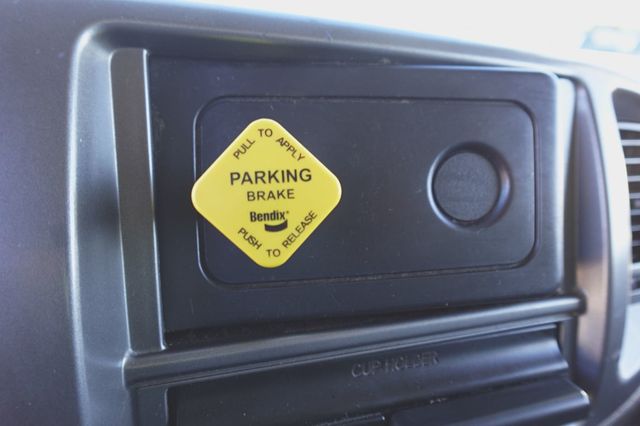 PULL TO APPLY
PARKING
BRAKE
Bendix
PUSH TO RELEASE
CUP HOLDER